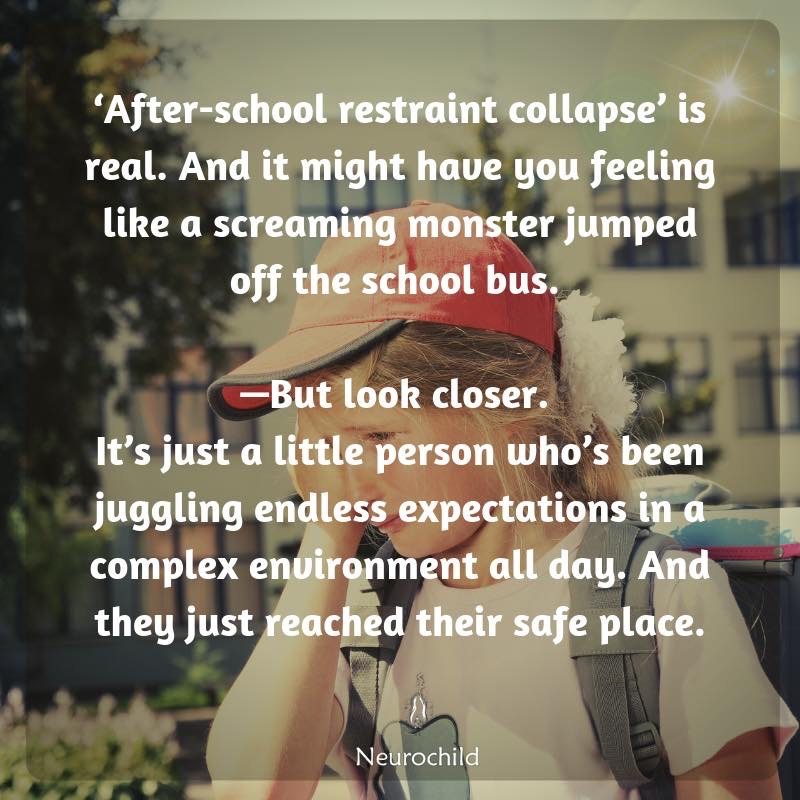 ‘After-school restraint collapse’ is
real. And it might have you feeling
like a screaming monster jumped
off the school bus.
—But look closer.
It’s just a little person who’s been
juggling endless expectations in a
complex environment all day. And
they just reached their safe place.
Neurochild